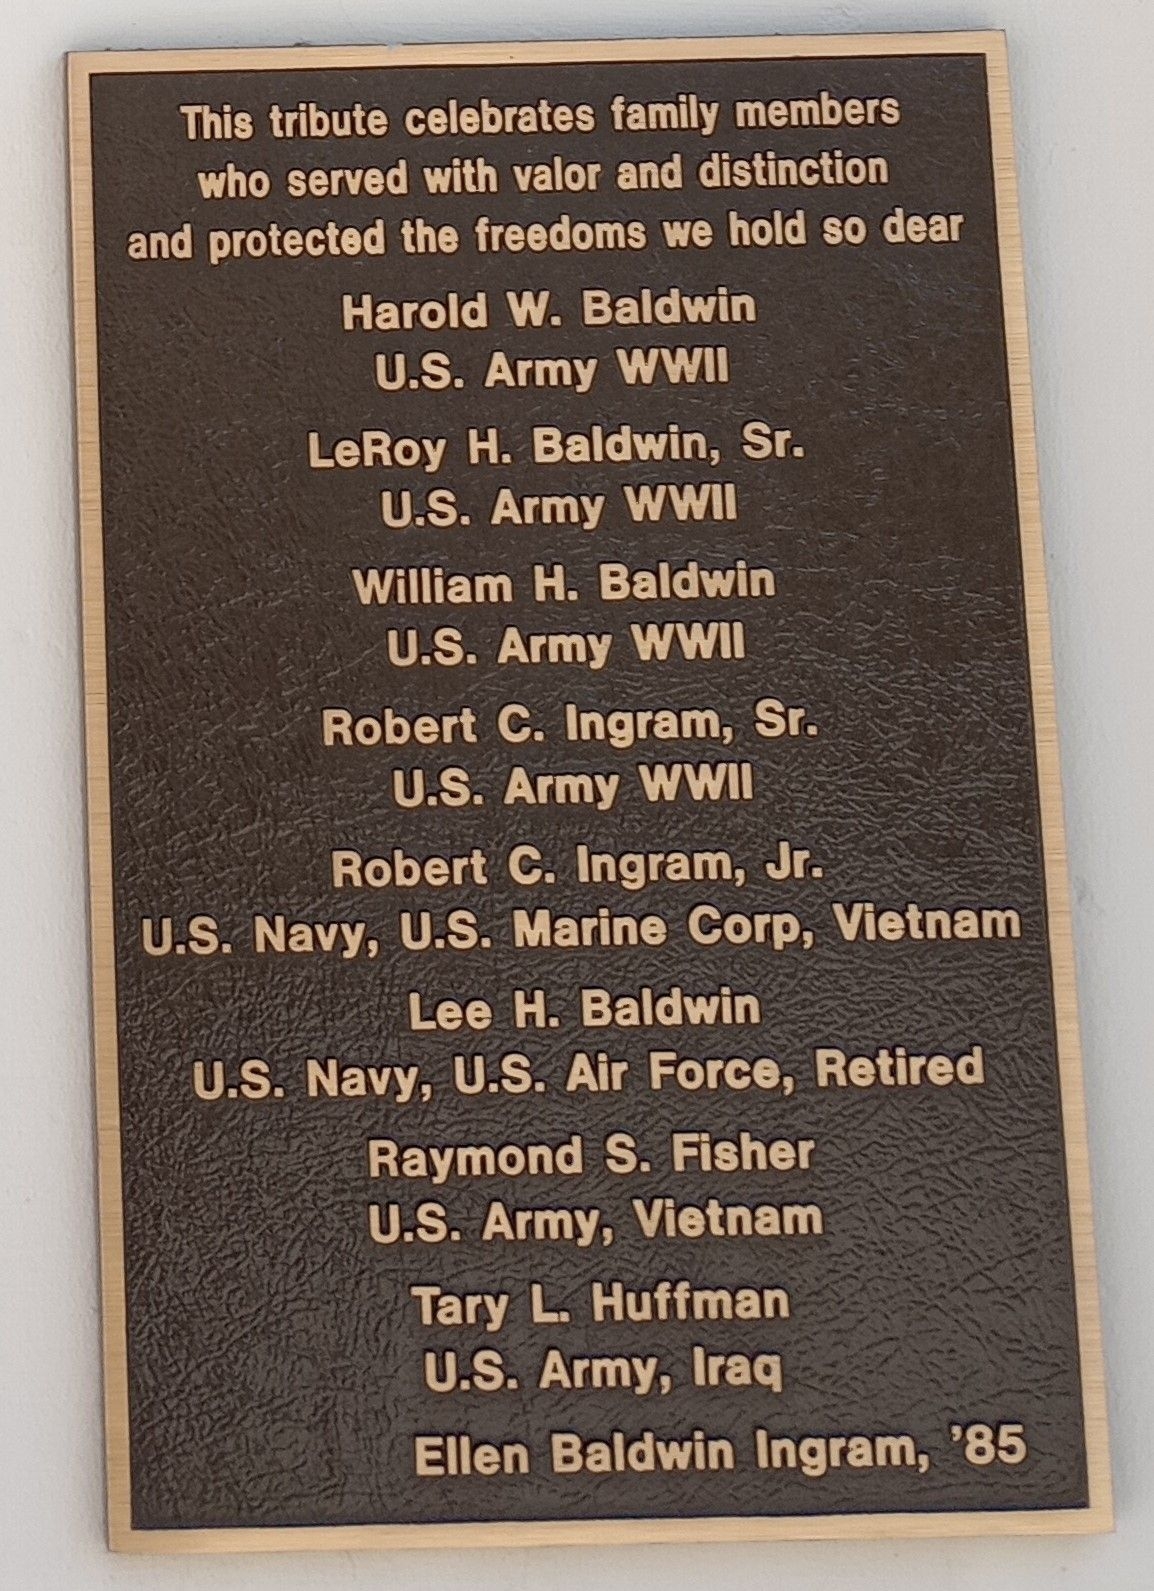 This tribute celebrates family members
who served with valor and distinction
and protected the freedoms we hold so dear
Harold W. Baldwin
U.S. Army WWII
LeRoy H. Baldwin, Sr.
U.S. Army WWII
William H. Baldwin
U.S. Army WWII
Robert C. Ingram, Sr.
U.S. Army WWII
Robert C. Ingram, Jr.
U.S. Navy, U.S. Marine Corp, Vietnam
Lee H. Baldwin
U.S. Navy, U.S. Air Force, Retired
Raymond S. Fisher
U.S. Army, Vietnam
Tary L. Huffman
U.S. Army, Iraq
Ellen Baldwin Ingram, ’85